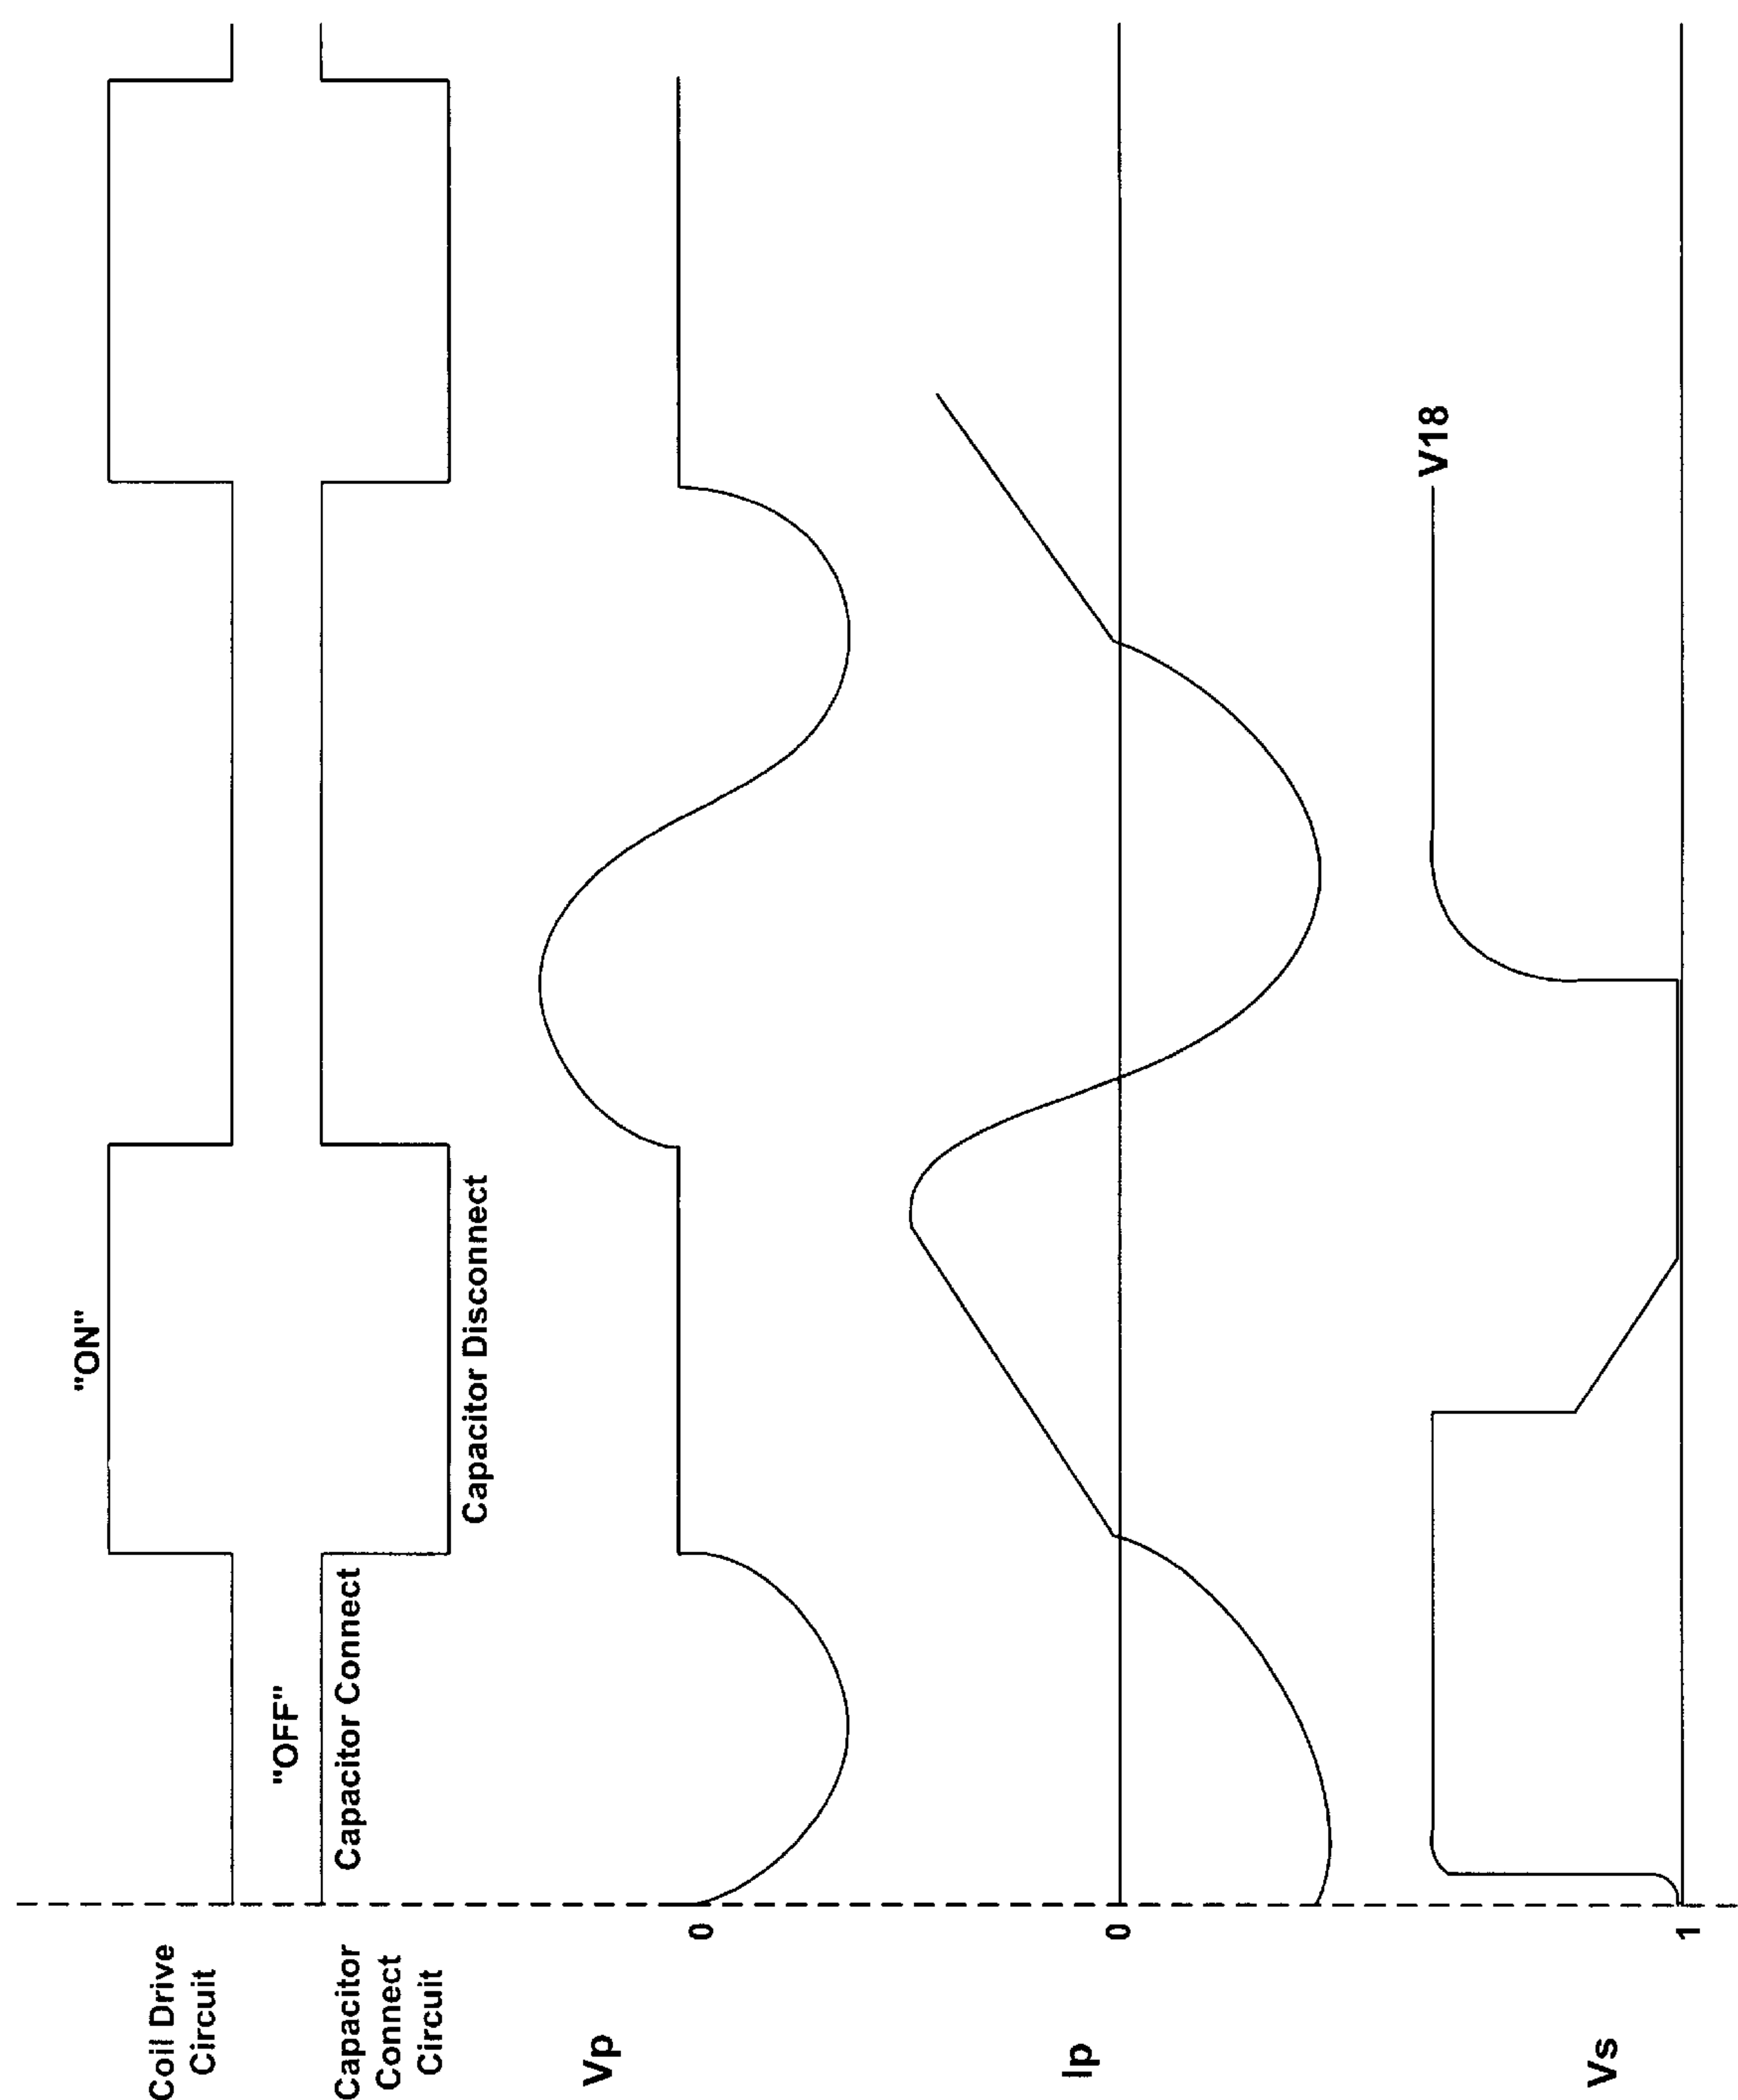 "ON"
Coil Drive
Circuit
"OFF"
Capacitor Connect
Capacitor
Connect
Circuit
Capacitor Disconnect
Vp
0
Ip
0
V18
Vs
1